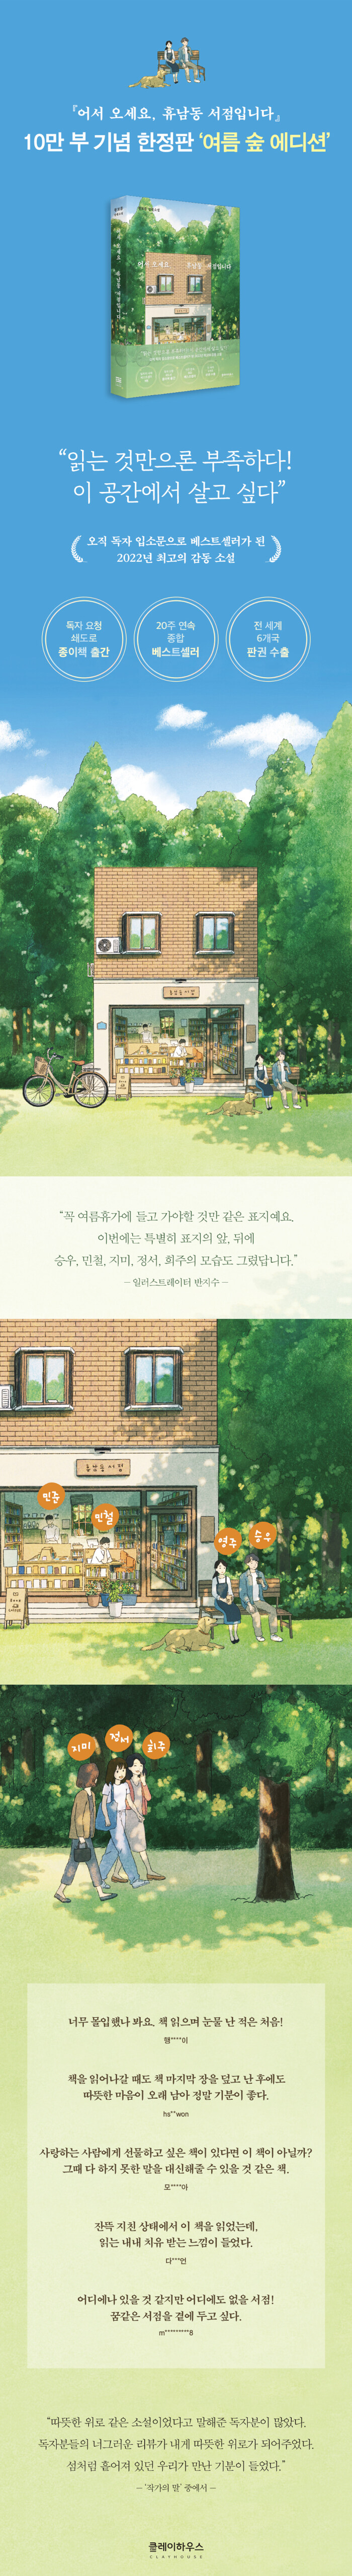 『어서 오세요, 휴남동 서점입니다』
10만 부 기념 한정판 ‘여름 숲 에디션’
어서 오세요, 휴남동 서점입니다
“읽는 것만으론 부족하다!
이 공간에서 살고 싶다”
오직 독자 입소문으로 베스트셀러가 된
2022년 최고의 감동 소설
독자 요청
쇄도로
종이책 출간
20주 연속
종합
베스트셀러
전 세계
6개국
판권 수출
휴남동 서점
“꼭 여름휴가에 들고 가야할 것만 같은 표지예요.
이번에는 특별히 표지의 앞, 뒤에
승우, 민철, 지미, 정서, 희주의 모습도 그렸답니다.”
— 일러스트레이터 반지수 —
휴남동 서점
민준
민철
영주
승우
지미
정서
희주
너무 몰입했나 봐요. 책 읽으며 눈물 난 적은 처음!
행****이
책을 읽어나갈 때도 책 마지막 장을 덮고 난 후에도
따뜻한 마음이 오래 남아 정말 기분이 좋다.
hs**won
사랑하는 사람에게 선물하고 싶은 책이 있다면 이 책이 아닐까?
그때 다 하지 못한 말을 대신해줄 수 있을 것 같은 책.
모****아
잔뜩 지친 상태에서 이 책을 읽었는데,
읽는 내내 치유 받는 느낌이 들었다.
다***언
어디에나 있을 것 같지만 어디에도 없을 서점!
꿈같은 서점을 곁에 두고 싶다.
m*********8
“따뜻한 위로 같은 소설이었다고 말해준 독자분이 많았다.
독자분들의 너그러운 리뷰가 내게 따뜻한 위로가 되어주었다.
섬처럼 흩어져 있던 우리가 만난 기분이 들었다.”
— ‘작가의 말’ 중에서 —
클레이하우스
CLAYHOUSE